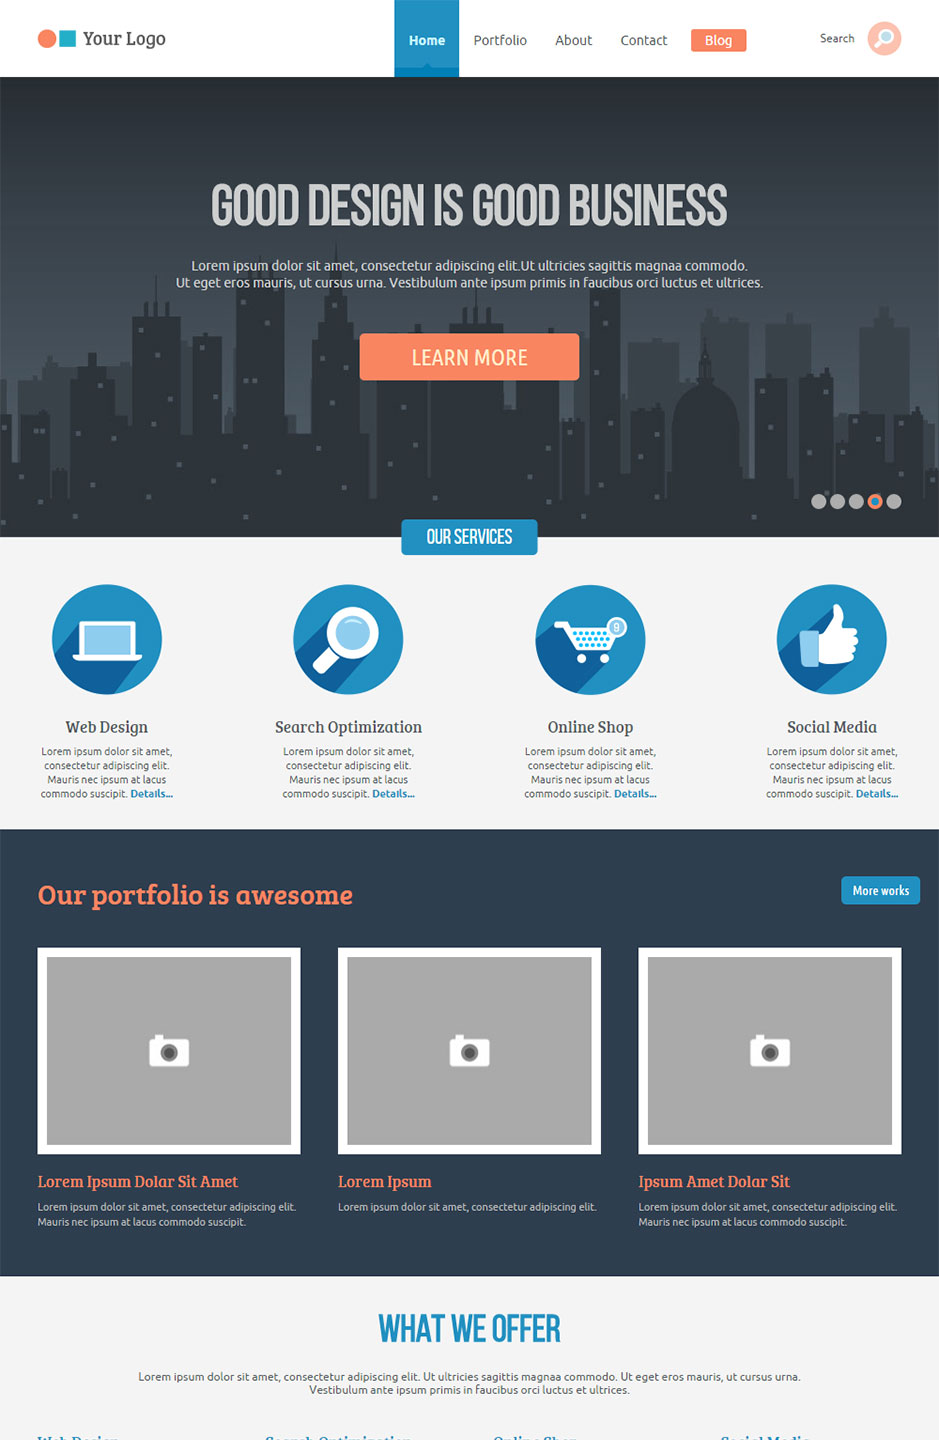 Your Logo
Home
Portfolio
About
Contact
Blog
Search
GOOD DESIGN IS GOOD BUSINESS
Lorem ipsum dolor sit amet, consectetur adipiscing elit.Ut ultricies sagittis magnaa commodo.
Ut eget eros mauris, ut cursus urna. Vestibulum ante ipsum primis in faucibus orci luctus et ultrices.
LEARN MORE
OUR SERVICES
9
Web Design
Lorem ipsum dolor sit amet,
consectetur adipiscing elit.
Mauris nec ipsum at lacus
commodo suscipit. Details...
Search Optimization
Lorem ipsum dolor sit amet,
consectetur adipiscing elit.
Mauris nec ipsum at lacus
commodo suscipit. Details...
Online Shop
Lorem ipsum dolor sit amet,
consectetur adipiscing elit.
Mauris nec ipsum at lacus
commodo suscipit. Details...
Social Media
Lorem ipsum dolor sit amet,
consectetur adipiscing elit.
Mauris nec ipsum at lacus
commodo suscipit. Details...
Our portfolio is awesome
More works
Lorem Ipsum Dolar Sit Amet
Lorem ipsum dolor sit amet, consectetur adipiscing elit.
Mauris nec ipsum at lacus commodo suscipit.
Lorem Ipsum
Lorem ipsum dolor sit amet, consectetur adipiscing elit.
Ipsum Amet Dolar Sit
Lorem ipsum dolor sit amet, consectetur adipiscing elit.
Mauris nec ipsum at lacus commodo suscipit.
WHAT WE OFFER
Lorem ipsum dolor sit amet, consectetur adipiscing elit. Ut ultricies sagittis magnaa commodo. Ut eget eros mauris, ut cursus urna.
Vestibulum ante ipsum primis in faucibus orci luctus et ultrices.
Web Design
Search Optimization
Online Shop
Social Media